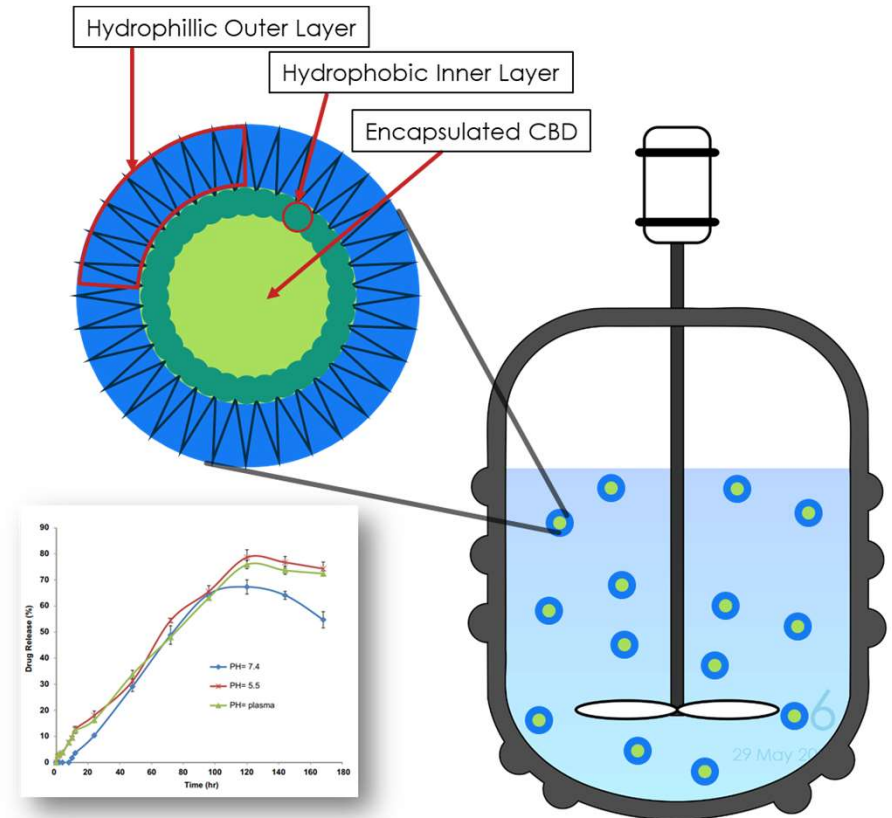 Hydrophillic Outer Layer
Hydrophobic Inner Layer
Encapsulated CBD
90
80
70
60
50
40
30
20
10
0
Drug Release (%)
PH= 7.4
PH= 5.5
PH= plasma
0 20 40 60 80 100 120 140 160 180
Time (hr)
6
29 May